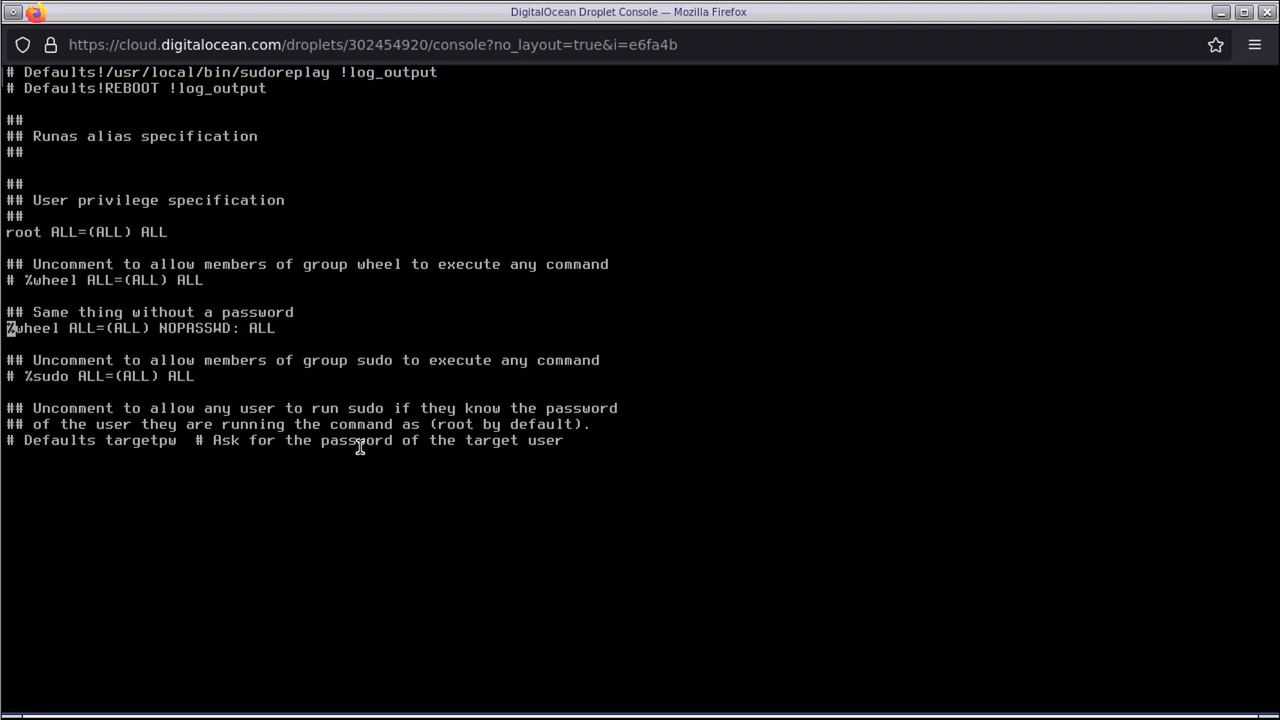 DigitalOcean Droplet Console — Mozilla Firefox
https://cloud.digitalocean.com/droplets/302454920/console?no_layout=true&i=e6fa4b
# Defaults!/usr/local/bin/sudoreplay !log_output
# Defaults!REBOOT !log_output
##
## Runas alias specification
##
##
## User privilege specification
##
root ALL=(ALL) ALL
## Uncomment to allow members of group wheel to execute any command
# %wheel ALL=(ALL) ALL
## Same thing without a password
%wheel ALL=(ALL) NOPASSWD: ALL
## Uncomment to allow members of group sudo to execute any command
# %sudo ALL=(ALL) ALL
## Uncomment to allow any user to run sudo if they know the password
## of the user they are running the command as (root by default).
# Defaults targetpw  # Ask for the password of the target user